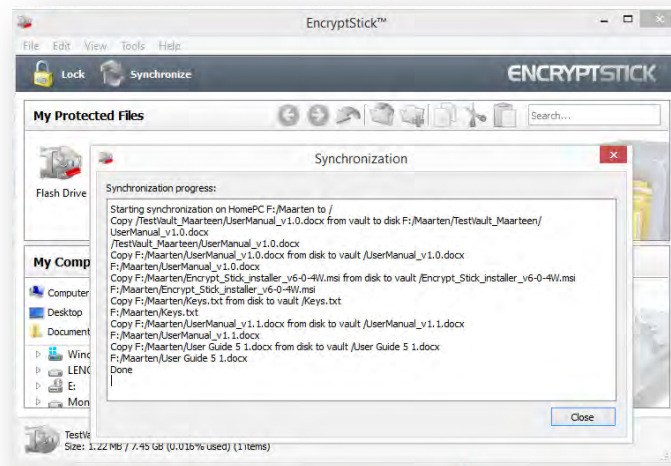 EncryptStick™
File Edit View Tools Help
Lock Synchronize
ENCRYPTSTICK
My Protected Files
Search...
Flash Drive
Synchronization
Synchronization progress:
Starting synchronization on HomePC F:/Maarten to /
Copy /TestVault_Maarteen/UserManual_v1.0.docx from vault to disk F:/Maarten/TestVault_Maarteen/
UserManual_v1.0.docx
/TestVault_Maarteen/UserManual_v1.0.docx
Copy F:/Maarten/UserManual_v1.0.docx from disk to vault /UserManual_v1.0.docx
F:/Maarten/UserManual_v1.0.docx
Copy F:/Maarten/Encrypt_Stick_installer_v6-0-4W.msi from disk to vault /Encrypt_Stick_installer_v6-0-4W.msi
F:/Maarten/Encrypt_Stick_installer_v6-0-4W.msi
Copy F:/Maarten/Keys.txt from disk to vault /Keys.txt
F:/Maarten/Keys.txt
Copy F:/Maarten/UserManual_v1.1.docx from disk to vault /UserManual_v1.1.docx
F:/Maarten/UserManual_v1.1.docx
Copy F:/Maarten/User Guide 5 1.docx from disk to vault /User Guide 5 1.docx
F:/Maarten/User Guide 5 1.docx
Done
Close
My Comp
Computer
Desktop
Document
Wind
LENO
E:
Mon
TestVa
Size: 1.22 MB / 7.45 GB (0.016% used) (1 items)